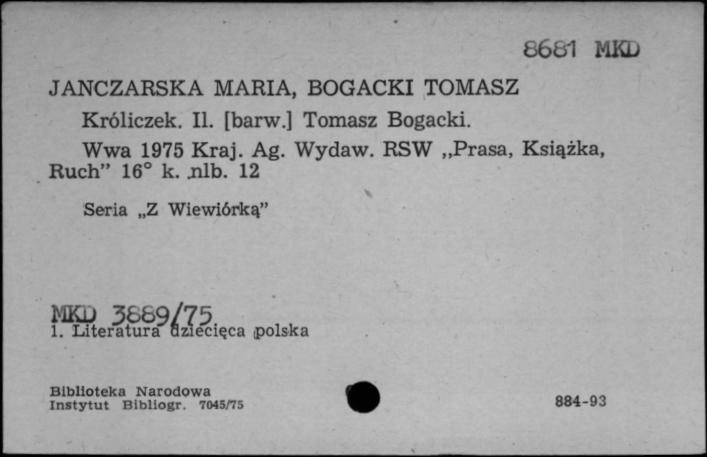 8681 MKD
JANCZARSKA MARIA, BOGACKI TOMASZ
Króliczek. Il. [barw.] Tomasz Bogacki.
Wwa 1975 Kraj. Ag. Wydaw. RSW „Prasa, Książka,
Ruch” 16° k. nlb. 12
Seria „Z Wiewiórką”
MKD 3889/75
1. Literatura dziecięca polska
Biblioteka Narodowa
Instytut Bibliogr. 7045/75
884-93